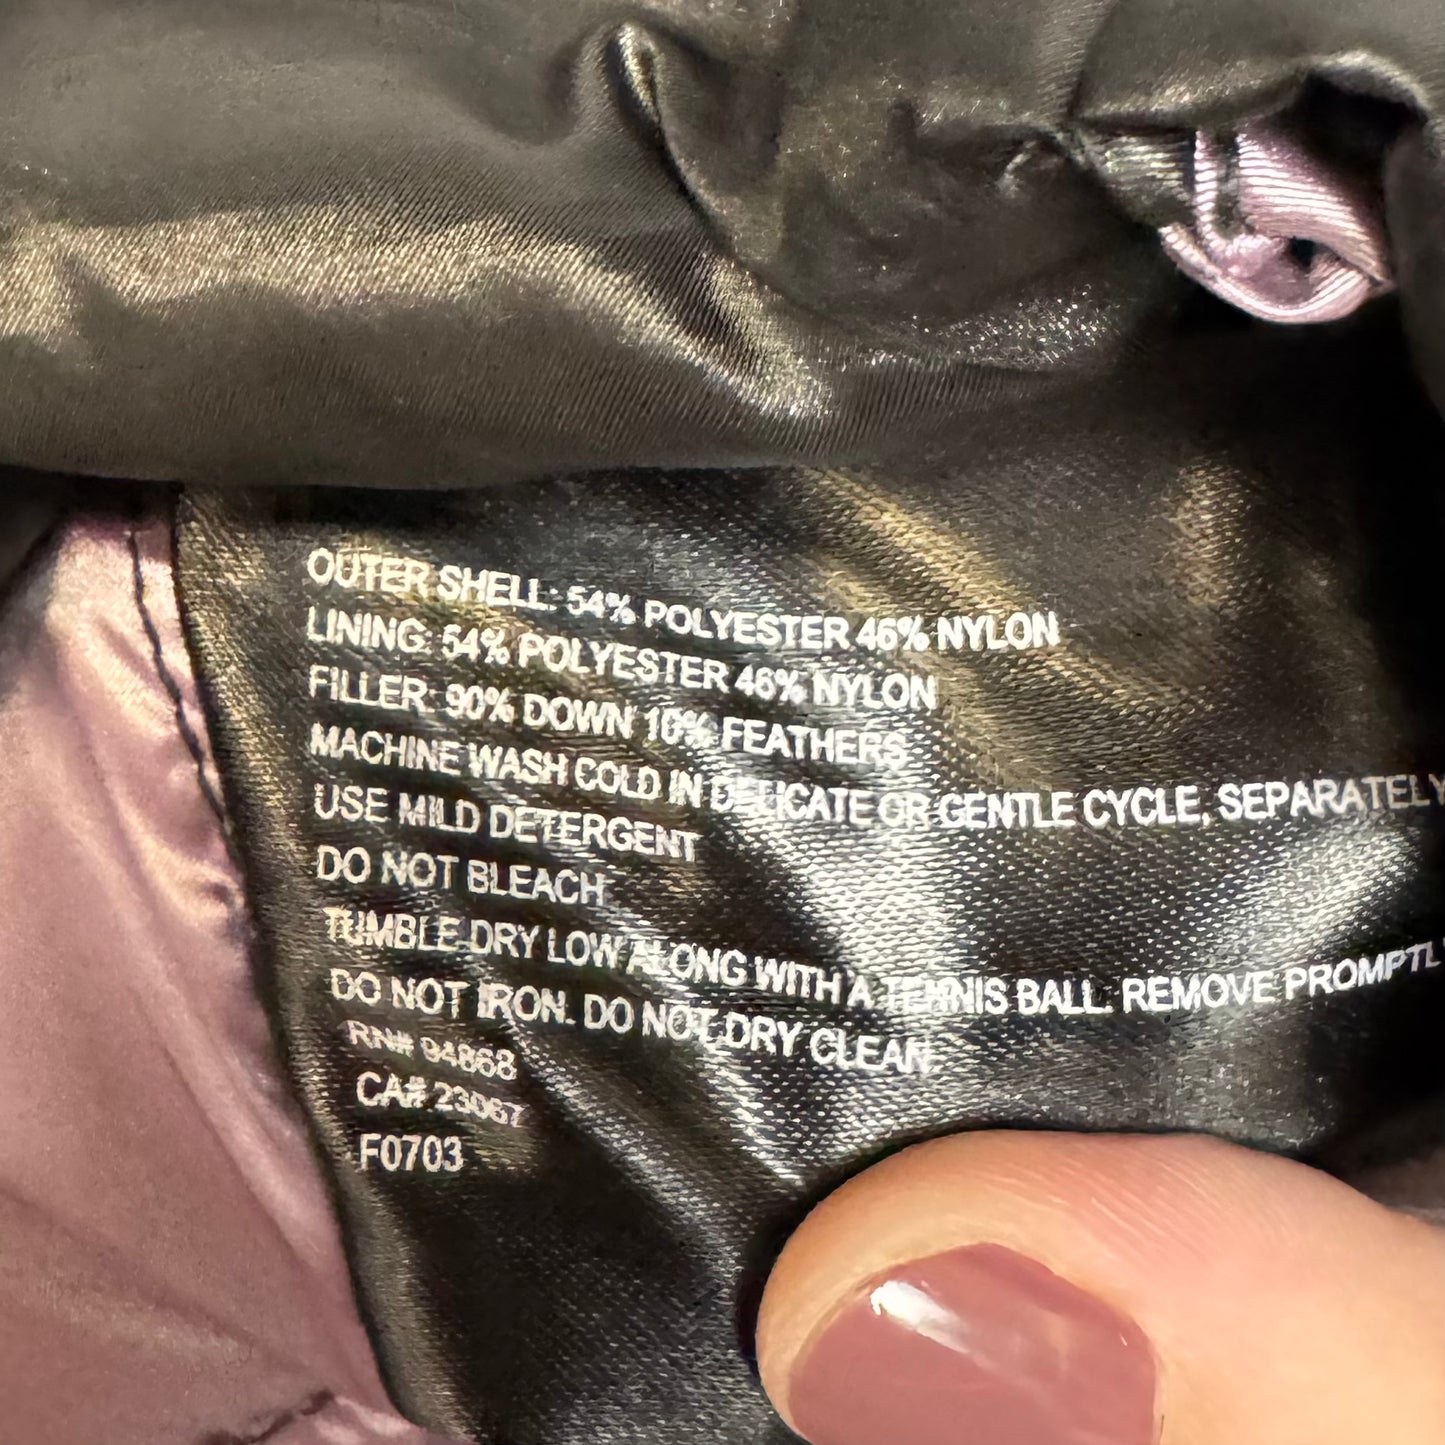 OUTER SHELL: 54% POLYESTER 46% NYLON
LINING: 54% POLYESTER 46% NYLON
FILLER: 90% DOWN 10% FEATHERS
MACHINE WASH COLD IN DELICATE OR GENTLE CYCLE, SEPARATELY
USE MILD DETERGENT
DO NOT BLEACH
TUMBLE DRY LOW ALONG WITH A TENNIS BALL. REMOVE PROMPTL
DO NOT IRON. DO NOT DRY CLEAN
RN# 94868
CA# 23067
F0703